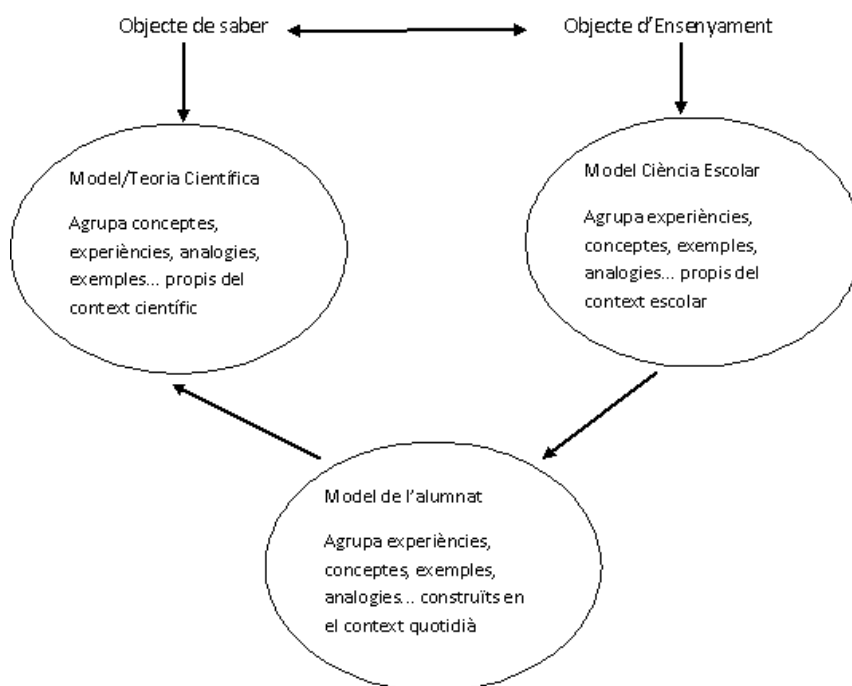 Objecte de saber
Objecte d'Ensenyament
Model/Teoria Científica
Agrupa conceptes,
experiències, analogies,
exemples... propis del
context científic
Model Ciència Escolar
Agrupa experiències,
conceptes, exemples,
analogies... propis del
context escolar
Model de l'alumnat
Agrupa experiències,
conceptes, exemples,
analogies... construïts en
el context quotidià